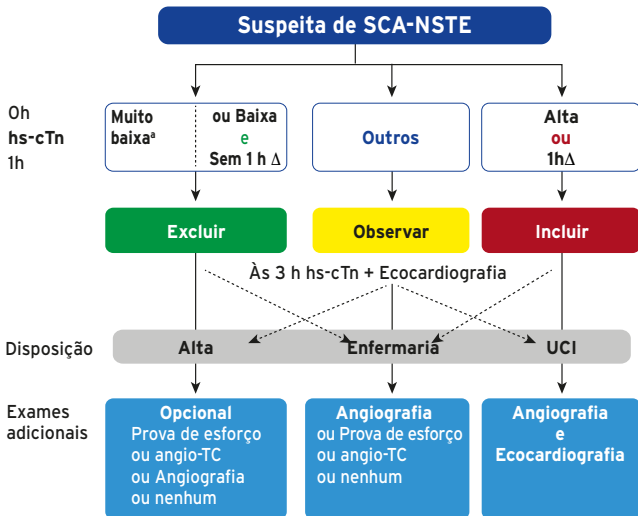 Suspeita de SCA-NSTE
0h
hs-cTn
1h
Muito
baixaª
ou Baixa
e
Sem 1 h Δ
Outros
Alta
ou
1hΔ
Excluir
Observar
Incluir
Às 3 h hs-cTn + Ecocardiografia
Disposição
Alta
Enfermaria
UCI
Exames
adicionais
Opcional
Prova de esforço
ou angio-TC
ou Angiografia
ou nenhum
Angiografia
ou Prova de esforço
ou angio-TC
ou nenhum
Angiografia
e
Ecocardiografia